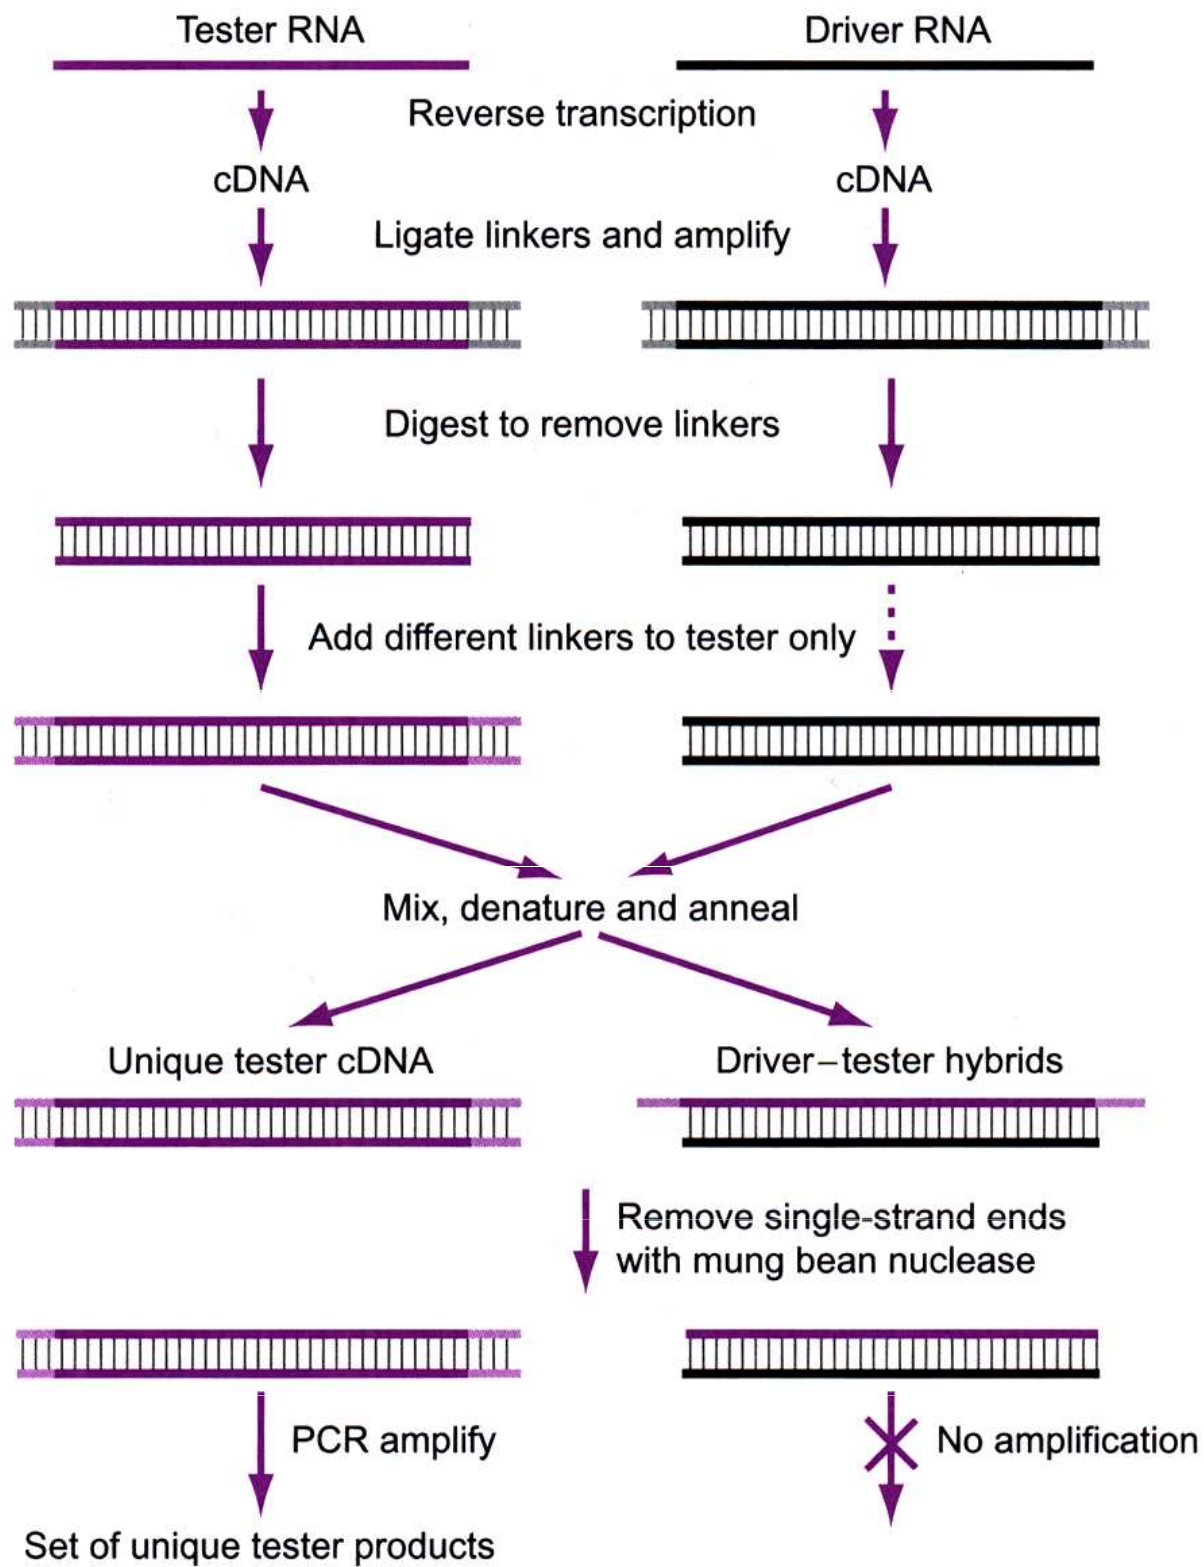 Tester RNA
Driver RNA
Reverse transcription
cDNA
cDNA
Ligate linkers and amplify
Digest to remove linkers
Add different linkers to tester only
Mix, denature and anneal
Unique tester cDNA
Driver–tester hybrids
Remove single-strand ends
with mung bean nuclease
PCR amplify
No amplification
Set of unique tester products